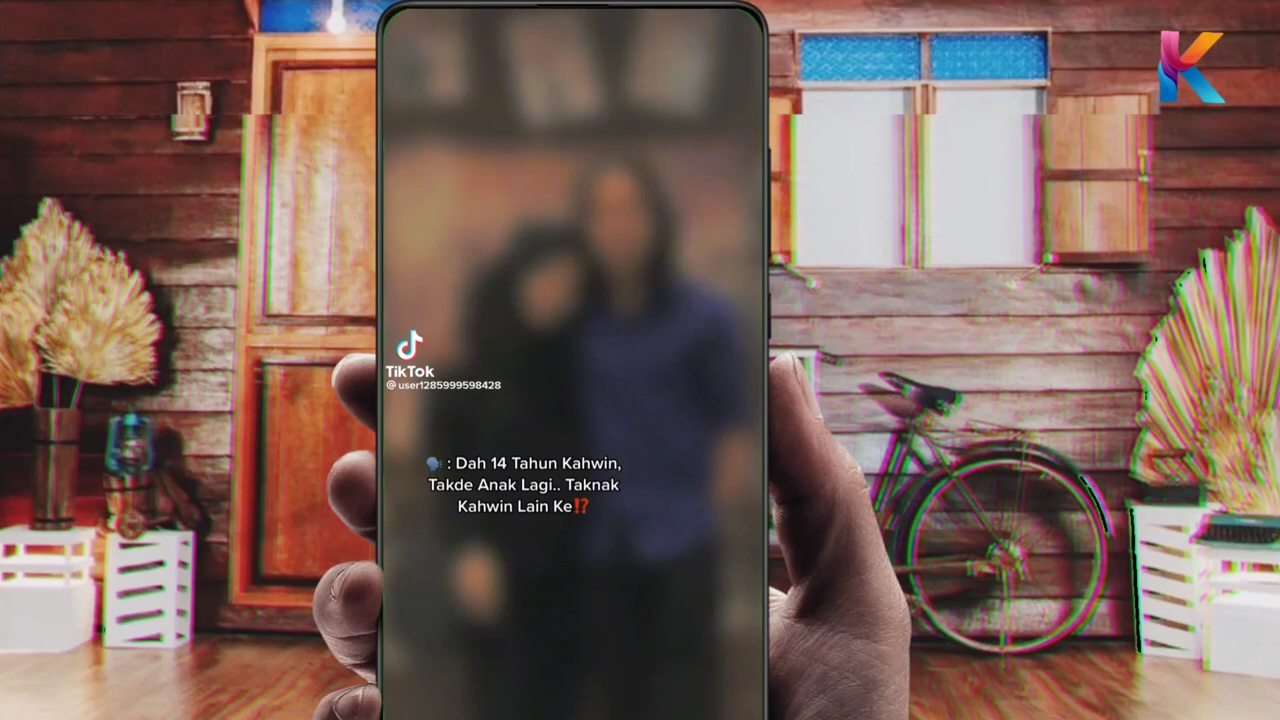 TikTok
@user1285999598428
🗣 : Dah 14 Tahun Kahwin,
Takde Anak Lagi.. Taknak
Kahwin Lain Ke⁉